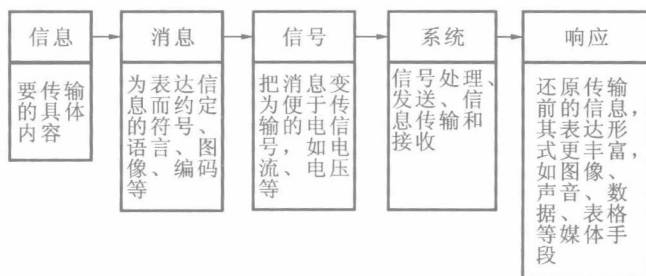 信息
消息
信号
系统
响应
要传输
的具体
内容
为表达信
息而约定
的符号、
语言、图
像、编码
等
把消息变
为便于传
输的电信
号，如电
流、电压
等
信号处理、
发送、信
息传输和
接收
还原传输
前的信息，
其表达形
式更丰富，
如图像、
声音、数
据、表格
等媒体手
段